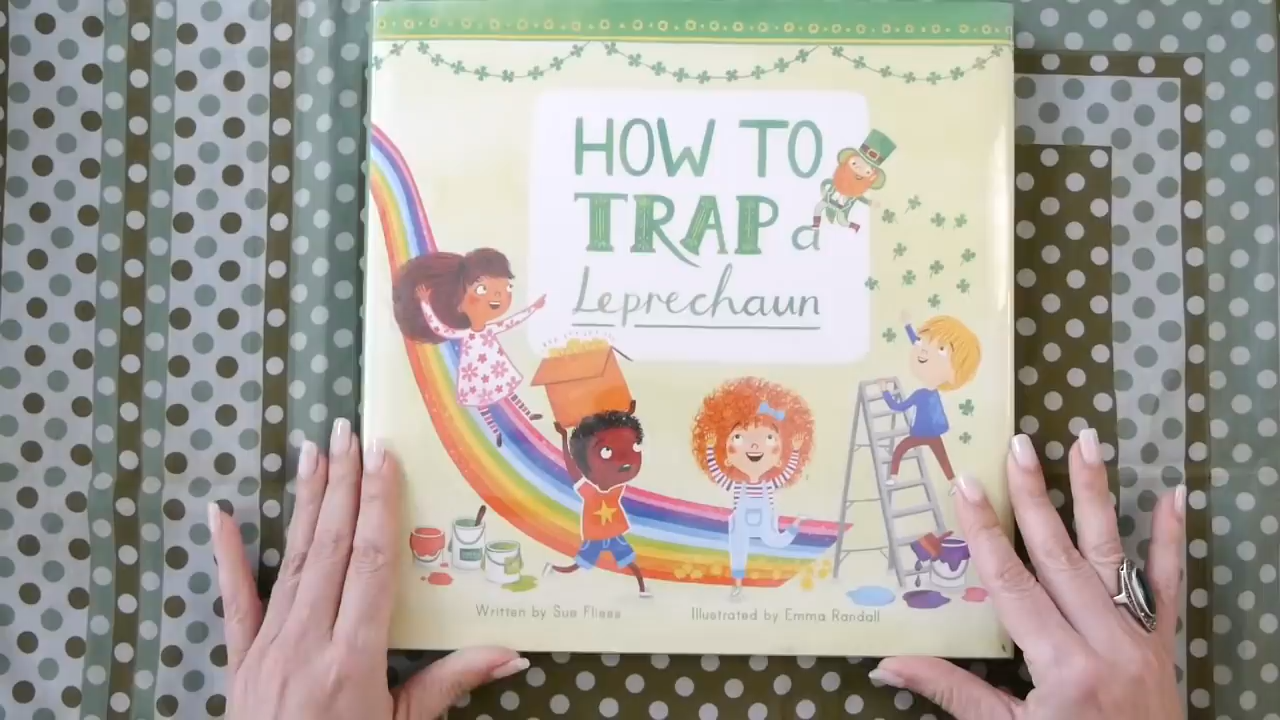 HOW TO
TRAP a
Leprechaun
Written by Sue Fliess
Illustrated by Emma Randall